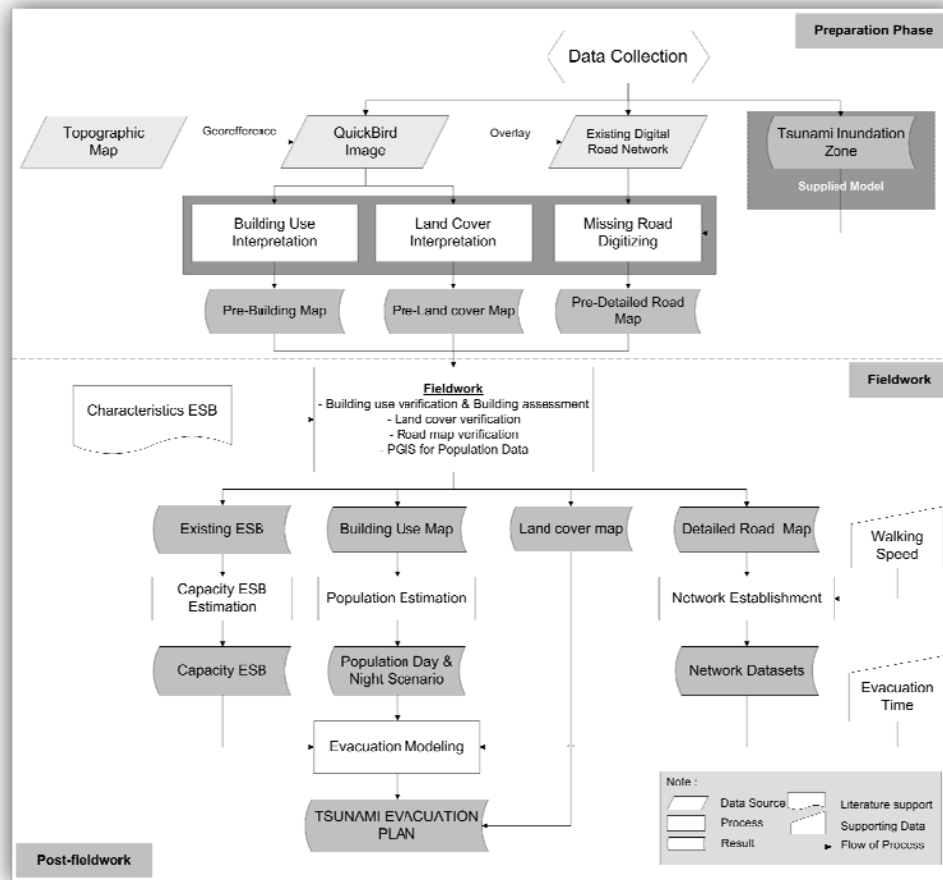 Preparation Phase
Data Collection
Topographic
Map
Georefference
QuickBird
Image
Overlay
Existing Digital
Road Network
Tsunami Inundation
Zone
Supplied Model
Building Use
Interpretation
Land Cover
Interpretation
Missing Road
Digitizing
Pre-Building Map
Pre-Land cover Map
Pre-Detailed Road
Map
Fieldwork
Characteristics ESB
Fieldwork
- Building use verification & Building assessment
- Land cover verification
- Road map verification
- PGIS for Population Data
Existing ESB
Building Use Map
Land cover map
Detailed Road Map
Walking
Speed
Capacity ESB
Estimation
Population Estimation
Network Establishment
Capacity ESB
Population Day &
Night Scenario
Network Datasets
Evacuation
Time
Evacuation Modeling
TSUNAMI EVACUATION
PLAN
Note :
Data Source
Literature support
Process
Supporting Data
Result
Flow of Process
Post-fieldwork